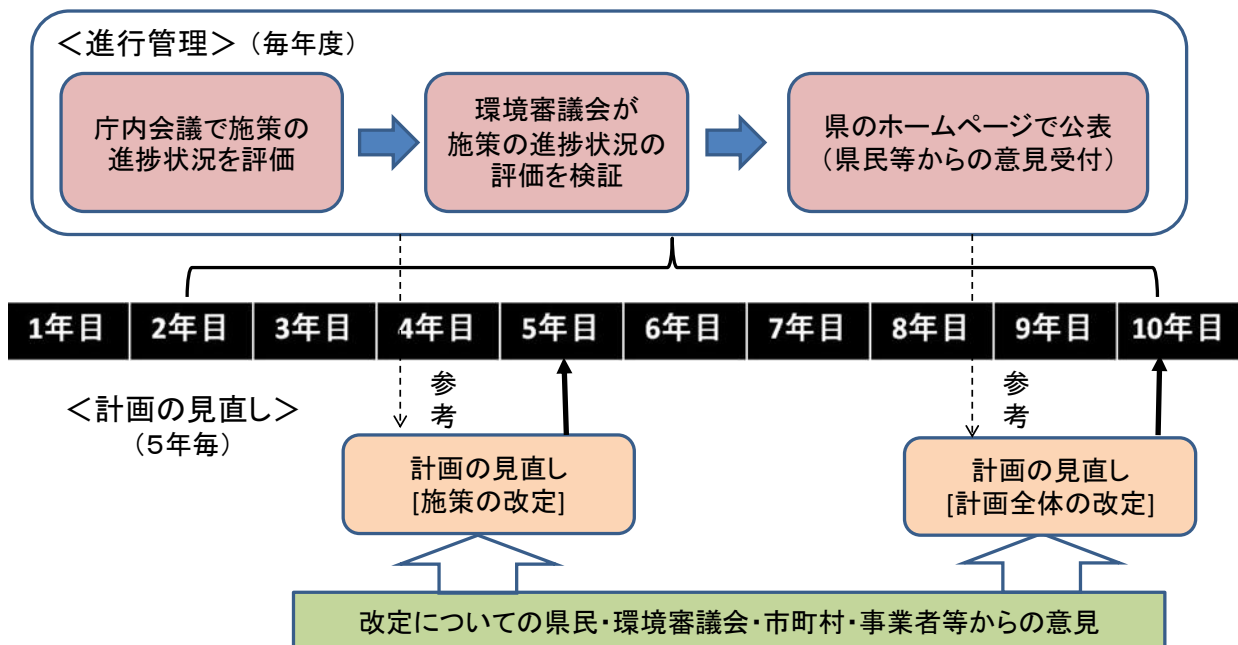 ＜進行管理＞（毎年度）
庁内会議で施策の
進捗状況を評価
環境審議会が
施策の進捗状況の
評価を検証
県のホームページで公表
（県民等からの意見受付）
1年目 2年目 3年目 4年目 5年目 6年目 7年目 8年目 9年目 10年目
＜計画の見直し＞
（５年毎）
参考
計画の見直し
[施策の改定]
参考
計画の見直し
[計画全体の改定]
改定についての県民・環境審議会・市町村・事業者等からの意見